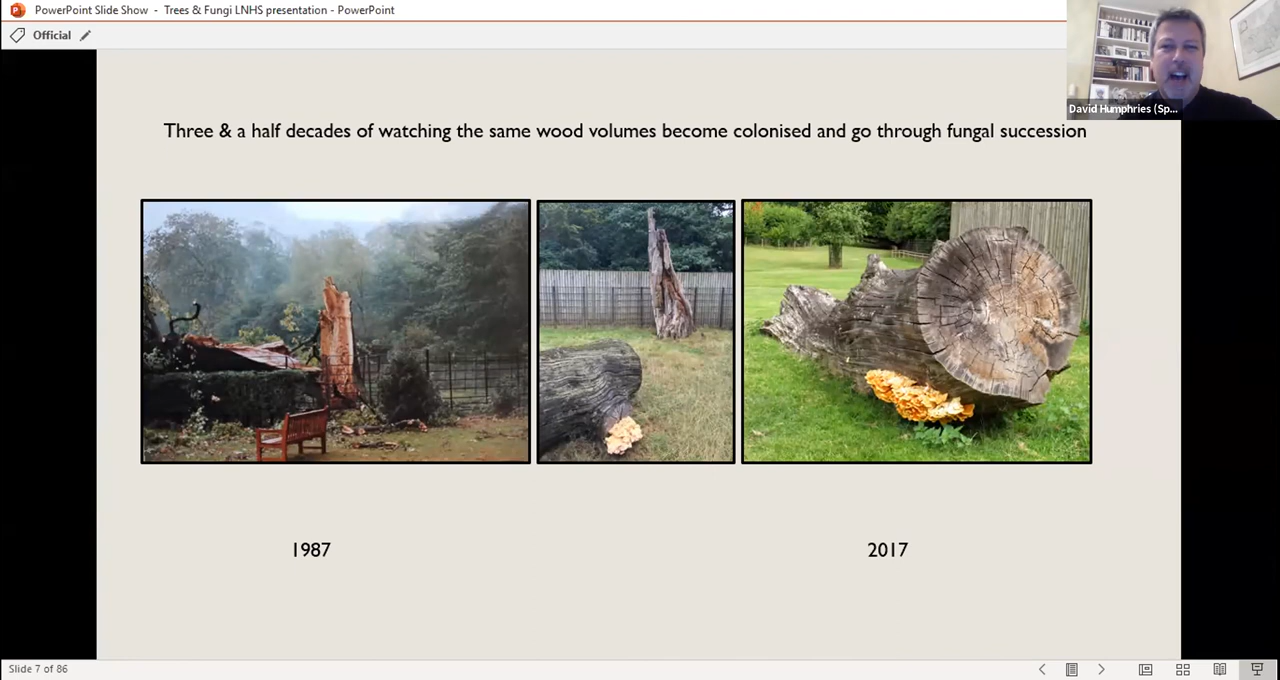 PowerPoint Slide Show - Trees & Fungi LNHS presentation - PowerPoint
Official
David Humphries (Sp...
Three & a half decades of watching the same wood volumes become colonised and go through fungal succession
1987
2017
Slide 7 of 86